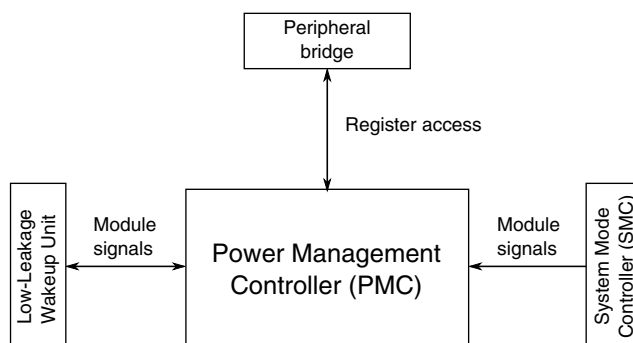 Peripheral
bridge
Register access
Low-Leakage
Wakeup Unit
Module
signals
Power Management
Controller (PMC)
Module
signals
System Mode
Controller (SMC)